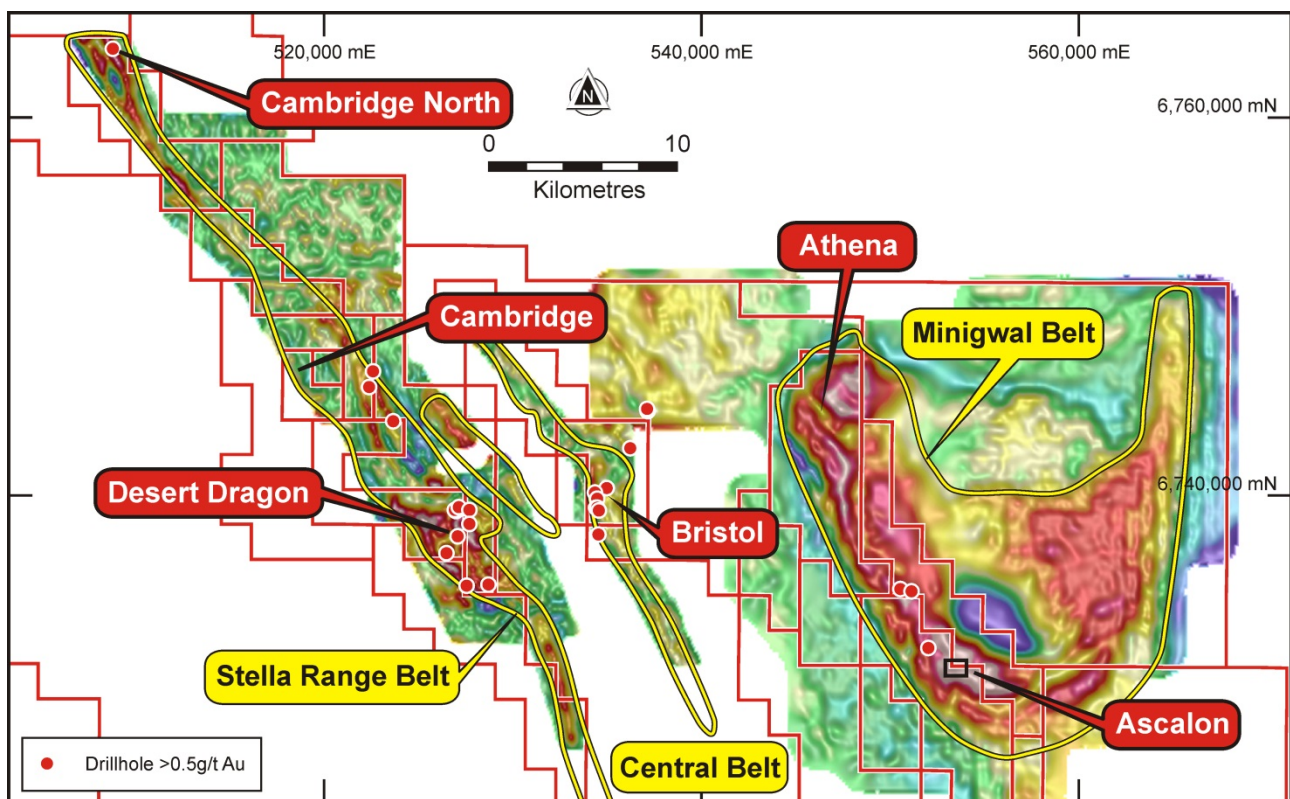 520,000 mE
540,000 mE
560,000 mE
Cambridge North
N
6,760,000 mN
0
10
Kilometres
Athena
Cambridge
Minigwal Belt
Desert Dragon
6,740,000 mN
Bristol
Stella Range Belt
Ascalon
Central Belt
Drillhole >0.5g/t Au